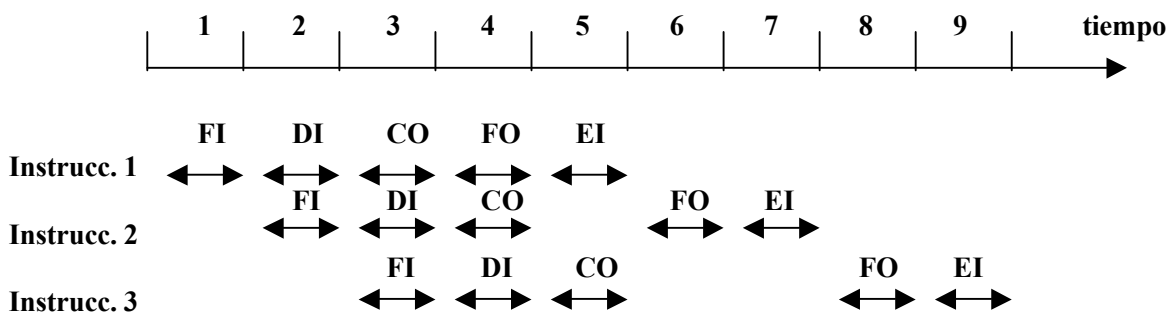 1 2 3 4 5 6 7 8 9 tiempo
FI DI CO FO EI
Instrucc. 1
FI DI CO FO EI
Instrucc. 2
FI DI CO FO EI
Instrucc. 3